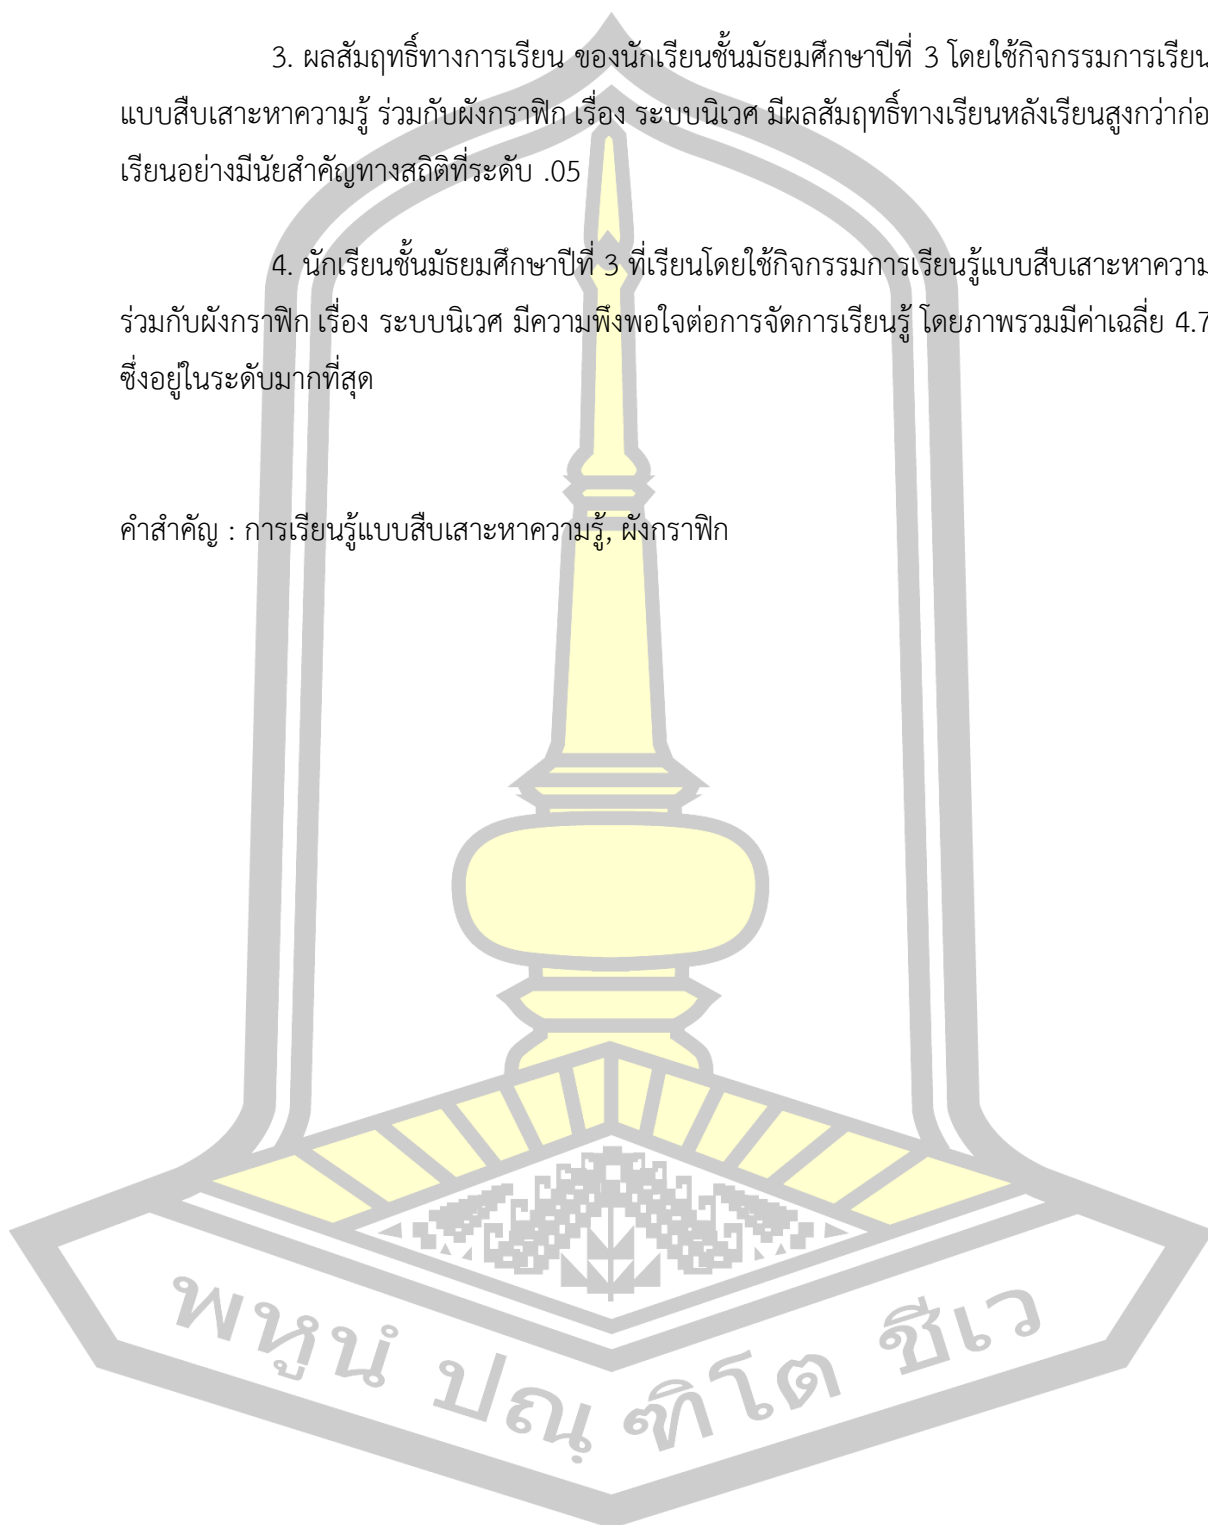 3. ผลสัมฤทธิ์ทางการเรียน ของนักเรียนชั้นมัธยมศึกษาปีที่ 3 โดยใช้กิจกรรมการเรียน
แบบสืบเสาะหาความรู้ ร่วมกับผังกราฟิก เรื่อง ระบบนิเวศ มีผลสัมฤทธิ์ทางเรียนหลังเรียนสูงกว่าก่อ
เรียนอย่างมีนัยสำคัญทางสถิติที่ระดับ .05
4. นักเรียนชั้นมัธยมศึกษาปีที่ 3 ที่เรียนโดยใช้กิจกรรมการเรียนรู้แบบสืบเสาะหาความ
ร่วมกับผังกราฟิก เรื่อง ระบบนิเวศ มีความพึงพอใจต่อการจัดการเรียนรู้ โดยภาพรวมมีค่าเฉลี่ย 4.7
ซึ่งอยู่ในระดับมากที่สุด
คำสำคัญ : การเรียนรู้แบบสืบเสาะหาความรู้, ผังกราฟิก
พหูนํ ปณฺฑิโต ชีเว